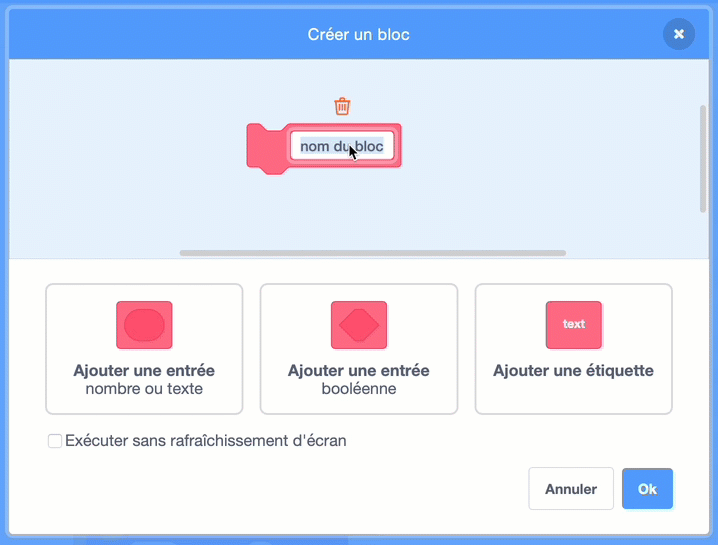 Créer un bloc
nom du bloc
text
Ajouter une entrée
nombre ou texte
Ajouter une entrée
booléenne
Ajouter une étiquette
Exécuter sans rafraîchissement d'écran
Annuler
Ok